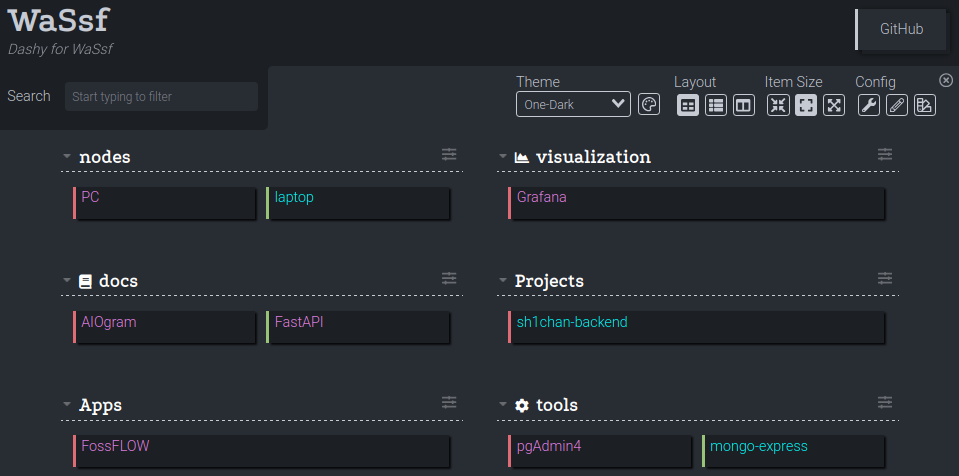 WaSsf
Dashy for WaSsf
GitHub
Search
Start typing to filter
Theme
One-Dark
Layout
Item Size
Config
nodes
PC
laptop
visualization
Grafana
docs
AIOgram
FastAPI
Projects
sh1chan-backend
Apps
FossFLOW
tools
pgAdmin4
mongo-express